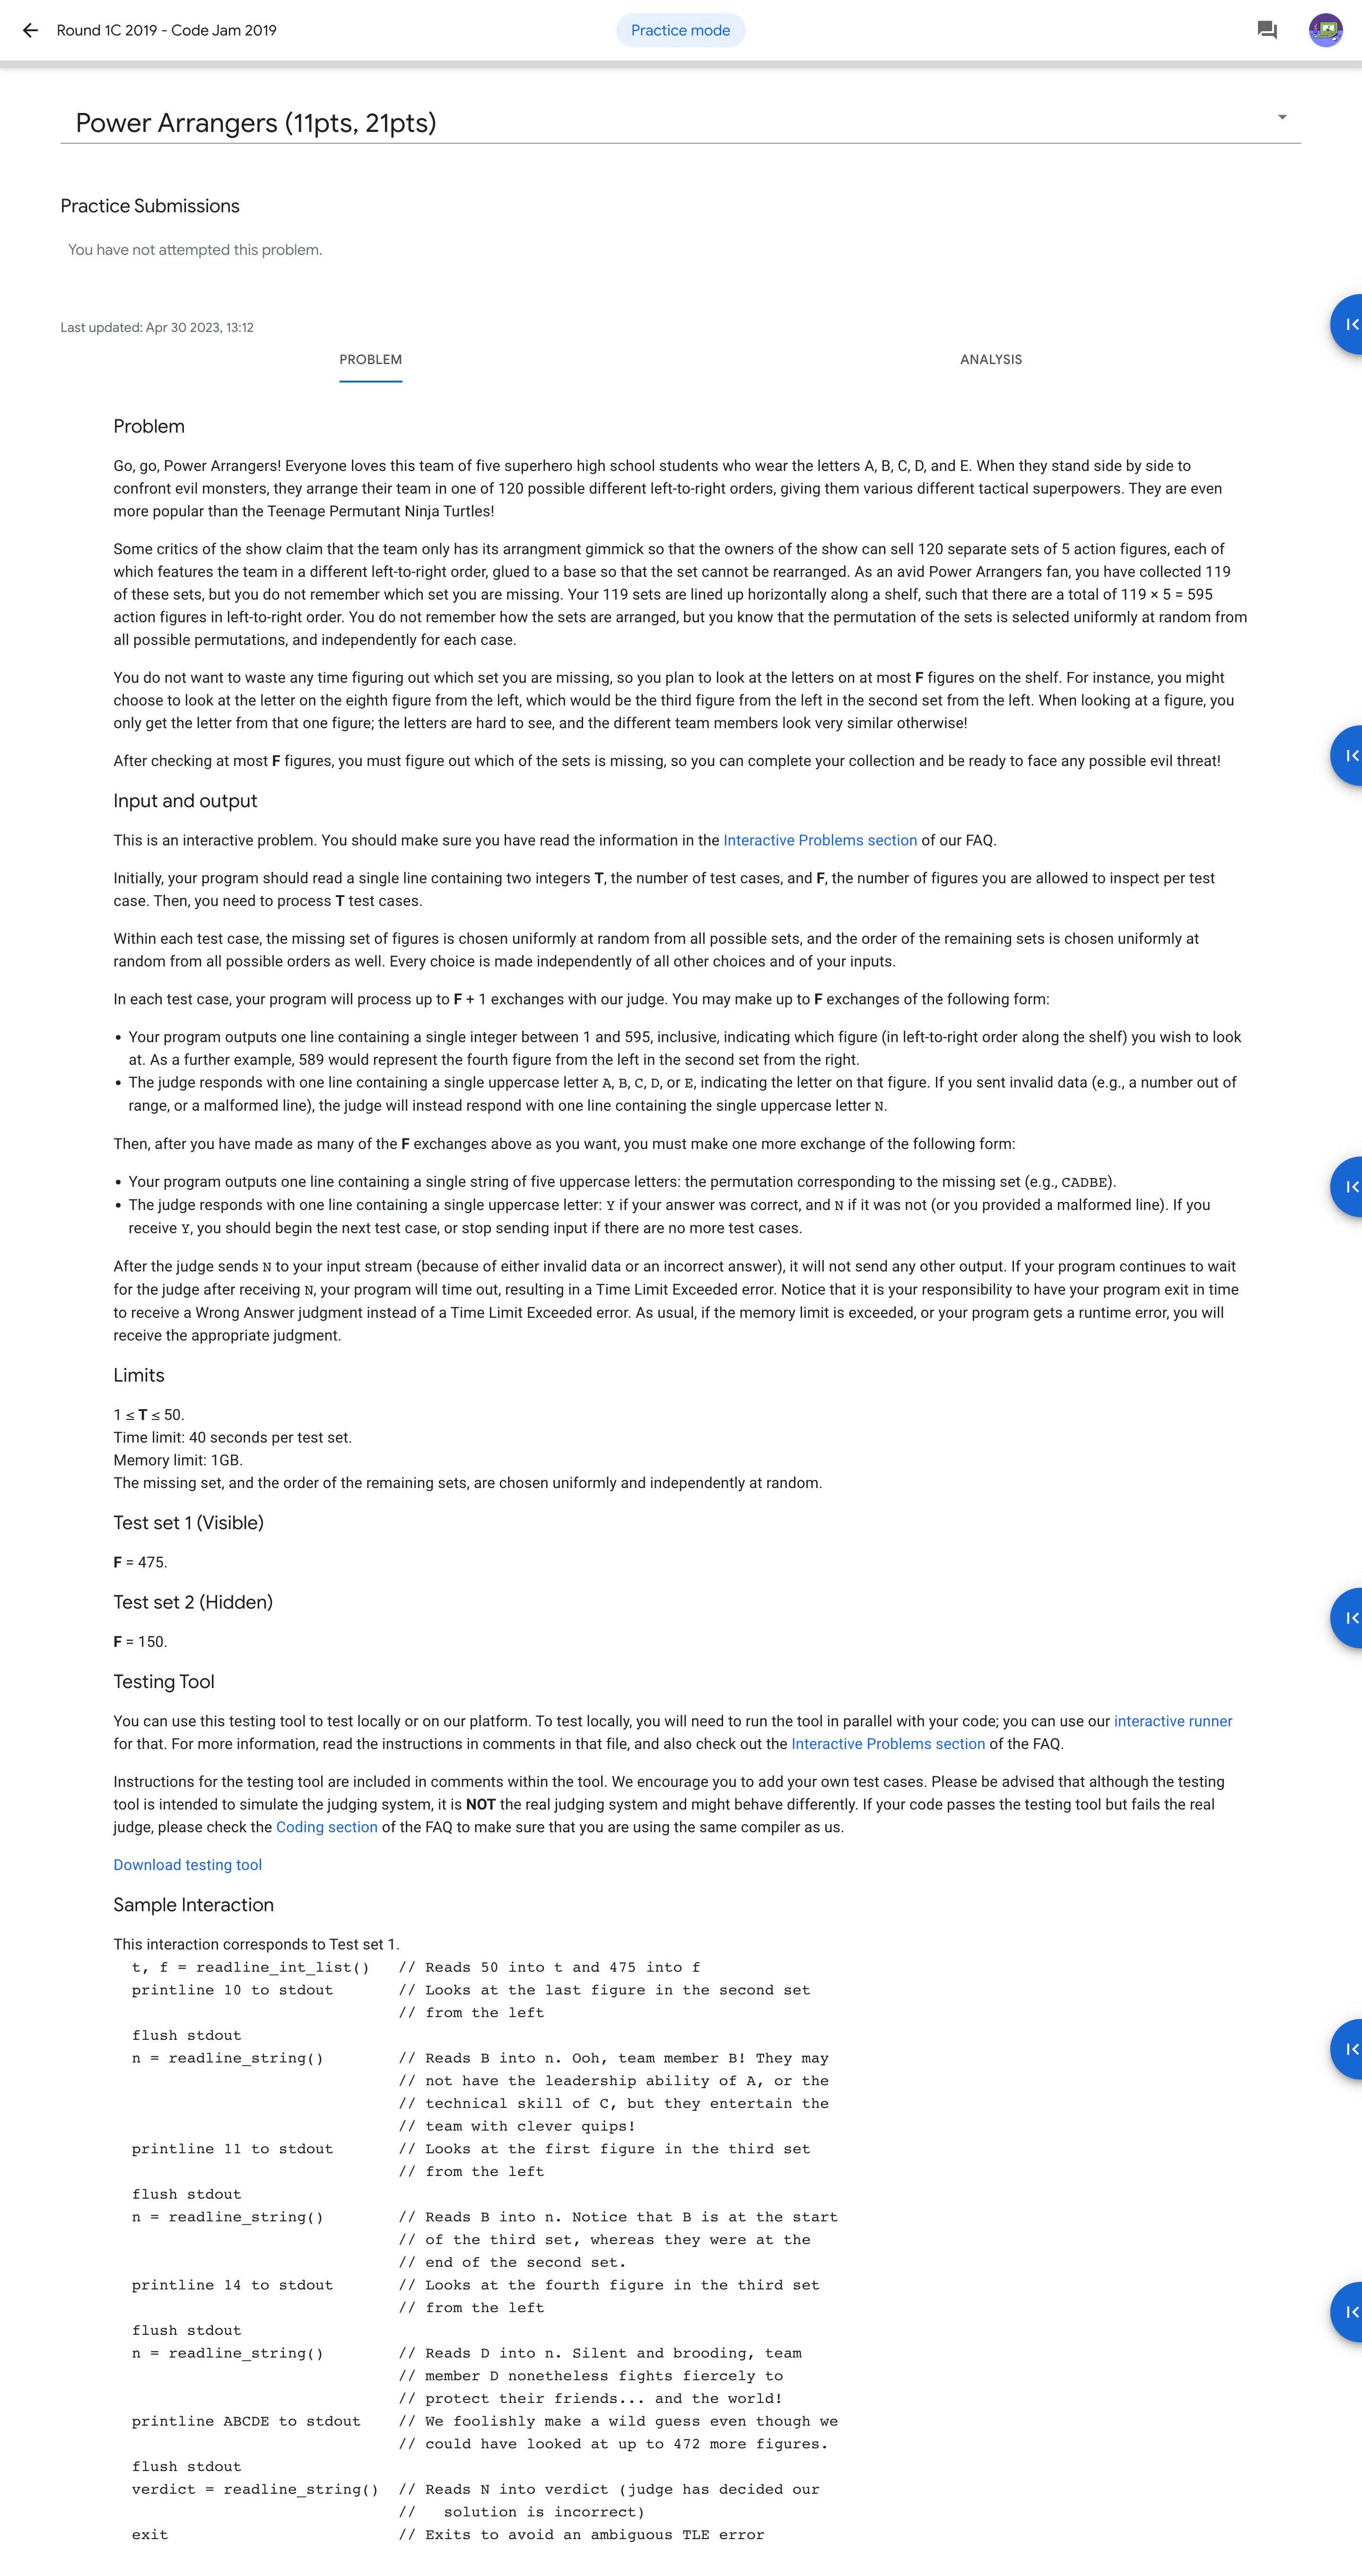 Round 1C 2019 - Code Jam 2019
Practice mode
Power Arrangers (11pts, 21pts)
Practice Submissions
You have not attempted this problem.
Last updated: Apr 30 2023, 13:12
PROBLEM
ANALYSIS
Problem
Go, go, Power Arrangers! Everyone loves this team of five superhero high school students who wear the letters A, B, C, D, and E. When they stand side by side to
confront evil monsters, they arrange their team in one of 120 possible different left-to-right orders, giving them various different tactical superpowers. They are even
more popular than the Teenage Permutant Ninja Turtles!
Some critics of the show claim that the team only has its arrangment gimmick so that the owners of the show can sell 120 separate sets of 5 action figures, each of
which features the team in a different left-to-right order, glued to a base so that the set cannot be rearranged. As an avid Power Arrangers fan, you have collected 119
of these sets, but you do not remember which set you are missing. Your 119 sets are lined up horizontally along a shelf, such that there are a total of 119 × 5 = 595
action figures in left-to-right order. You do not remember how the sets are arranged, but you know that the permutation of the sets is selected uniformly at random from
all possible permutations, and independently for each case.
You do not want to waste any time figuring out which set you are missing, so you plan to look at the letters on at most F figures on the shelf. For instance, you might
choose to look at the letter on the eighth figure from the left, which would be the third figure from the left in the second set from the left. When looking at a figure, you
only get the letter from that one figure; the letters are hard to see, and the different team members look very similar otherwise!
After checking at most F figures, you must figure out which of the sets is missing, so you can complete your collection and be ready to face any possible evil threat!
Input and output
This is an interactive problem. You should make sure you have read the information in the Interactive Problems section of our FAQ.
Initially, your program should read a single line containing two integers T, the number of test cases, and F, the number of figures you are allowed to inspect per test
case. Then, you need to process T test cases.
Within each test case, the missing set of figures is chosen uniformly at random from all possible sets, and the order of the remaining sets is chosen uniformly at
random from all possible orders as well. Every choice is made independently of all other choices and of your inputs.
In each test case, your program will process up to F + 1 exchanges with our judge. You may make up to F exchanges of the following form:
• Your program outputs one line containing a single integer between 1 and 595, inclusive, indicating which figure (in left-to-right order along the shelf) you wish to look
at. As a further example, 589 would represent the fourth figure from the left in the second set from the right.
• The judge responds with one line containing a single uppercase letter A, B, C, D, or E, indicating the letter on that figure. If you sent invalid data (e.g., a number out of
range, or a malformed line), the judge will instead respond with one line containing the single uppercase letter N.
Then, after you have made as many of the F exchanges above as you want, you must make one more exchange of the following form:
• Your program outputs one line containing a single string of five uppercase letters: the permutation corresponding to the missing set (e.g., CADBE).
• The judge responds with one line containing a single uppercase letter: Y if your answer was correct, and N if it was not (or you provided a malformed line). If you
receive Y, you should begin the next test case, or stop sending input if there are no more test cases.
After the judge sends N to your input stream (because of either invalid data or an incorrect answer), it will not send any other output. If your program continues to wait
for the judge after receiving N, your program will time out, resulting in a Time Limit Exceeded error. Notice that it is your responsibility to have your program exit in time
to receive a Wrong Answer judgment instead of a Time Limit Exceeded error. As usual, if the memory limit is exceeded, or your program gets a runtime error, you will
receive the appropriate judgment.
Limits
1 ≤ T ≤ 50.
Time limit: 40 seconds per test set.
Memory limit: 1GB.
The missing set, and the order of the remaining sets, are chosen uniformly and independently at random.
Test set 1 (Visible)
F = 475.
Test set 2 (Hidden)
F = 150.
Testing Tool
You can use this testing tool to test locally or on our platform. To test locally, you will need to run the tool in parallel with your code; you can use our interactive runner
for that. For more information, read the instructions in comments in that file, and also check out the Interactive Problems section of the FAQ.
Instructions for the testing tool are included in comments within the tool. We encourage you to add your own test cases. Please be advised that although the testing
tool is intended to simulate the judging system, it is NOT the real judging system and might behave differently. If your code passes the testing tool but fails the real
judge, please check the Coding section of the FAQ to make sure that you are using the same compiler as us.
Download testing tool
Sample Interaction
This interaction corresponds to Test set 1.
t, f = readline_int_list()   // Reads 50 into t and 475 into f
printline 10 to stdout       // Looks at the last figure in the second set
// from the left
flush stdout
n = readline_string()        // Reads B into n. Ooh, team member B! They may
// not have the leadership ability of A, or the
// technical skill of C, but they entertain the
// team with clever quips!
printline 11 to stdout       // Looks at the first figure in the third set
// from the left
flush stdout
n = readline_string()        // Reads B into n. Notice that B is at the start
// of the third set, whereas they were at the
// end of the second set.
printline 14 to stdout       // Looks at the fourth figure in the third set
// from the left
flush stdout
n = readline_string()        // Reads D into n. Silent and brooding, team
// member D nonetheless fights fiercely to
// protect their friends... and the world!
printline ABCDE to stdout    // We foolishly make a wild guess even though we
// could have looked at up to 472 more figures.
flush stdout
verdict = readline_string()  // Reads N into verdict (judge has decided our
//   solution is incorrect)
exit                         // Exits to avoid an ambiguous TLE error